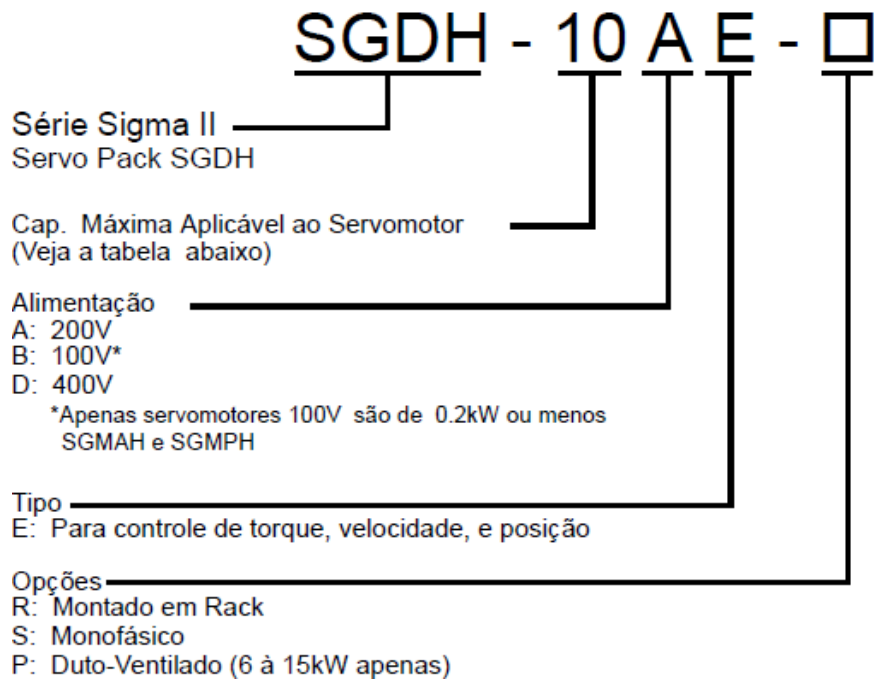 SGDH - 10 A E - □
Série Sigma II
Servo Pack SGDH
Cap. Máxima Aplicável ao Servomotor
(Veja a tabela abaixo)
Alimentação
A: 200V
B: 100V*
D: 400V
*Apenas servomotores 100V são de 0.2kW ou menos
SGMAH e SGMPH
Tipo
E: Para controle de torque, velocidade, e posição
Opções
R: Montado em Rack
S: Monofásico
P: Duto-Ventilado (6 à 15kW apenas)